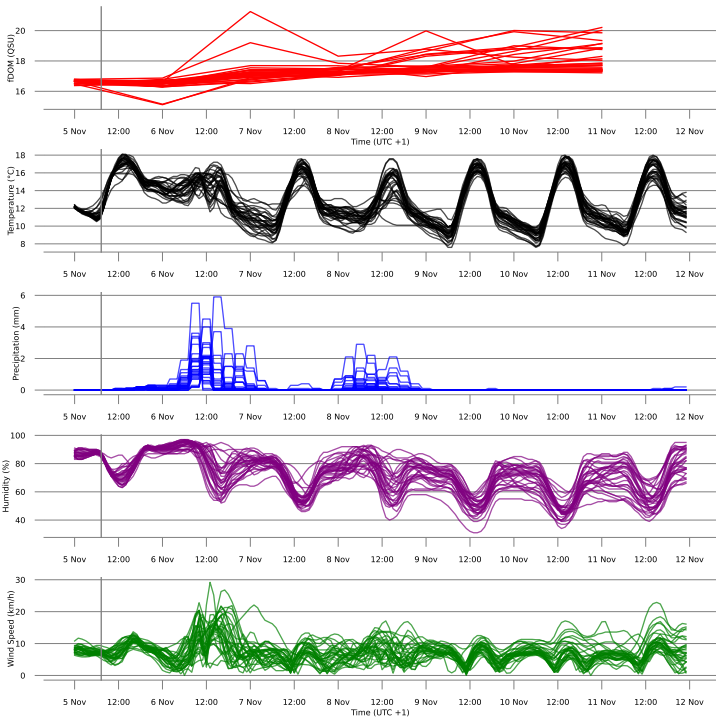 20
18
16
fDOM (QSU)
5 Nov 12:00 6 Nov 12:00 7 Nov 12:00 8 Nov 12:00 9 Nov 12:00 10 Nov 12:00 11 Nov 12:00 12 Nov
Time (UTC +1)
18
16
14
12
10
8
Temperature (°C)
5 Nov 12:00 6 Nov 12:00 7 Nov 12:00 8 Nov 12:00 9 Nov 12:00 10 Nov 12:00 11 Nov 12:00 12 Nov
6
4
2
0
Precipitation (mm)
5 Nov 12:00 6 Nov 12:00 7 Nov 12:00 8 Nov 12:00 9 Nov 12:00 10 Nov 12:00 11 Nov 12:00 12 Nov
100
80
60
40
Humidity (%)
5 Nov 12:00 6 Nov 12:00 7 Nov 12:00 8 Nov 12:00 9 Nov 12:00 10 Nov 12:00 11 Nov 12:00 12 Nov
30
20
10
0
Wind Speed (km/h)
5 Nov 12:00 6 Nov 12:00 7 Nov 12:00 8 Nov 12:00 9 Nov 12:00 10 Nov 12:00 11 Nov 12:00 12 Nov
Time (UTC +1)